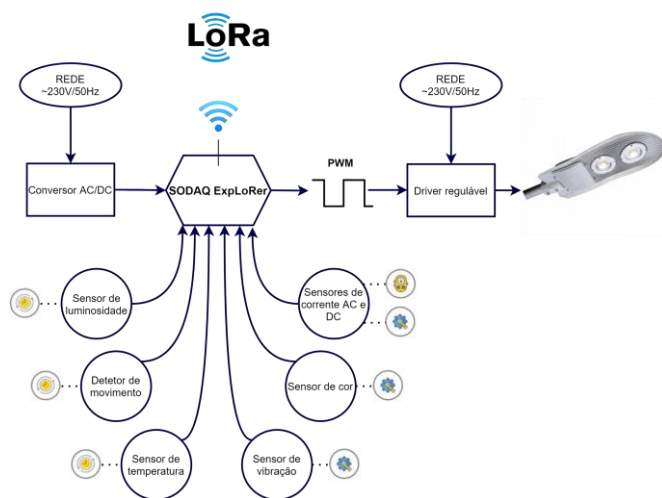 LoRa
REDE
~230V/50Hz
REDE
~230V/50Hz
PWM
Conversor AC/DC
SODAQ ExpLoRer
Driver regulável
Sensor de
luminosidade
Sensores de
corrente AC e
DC
Detetor de
movimento
Sensor de cor
Sensor de
temperatura
Sensor de
vibração